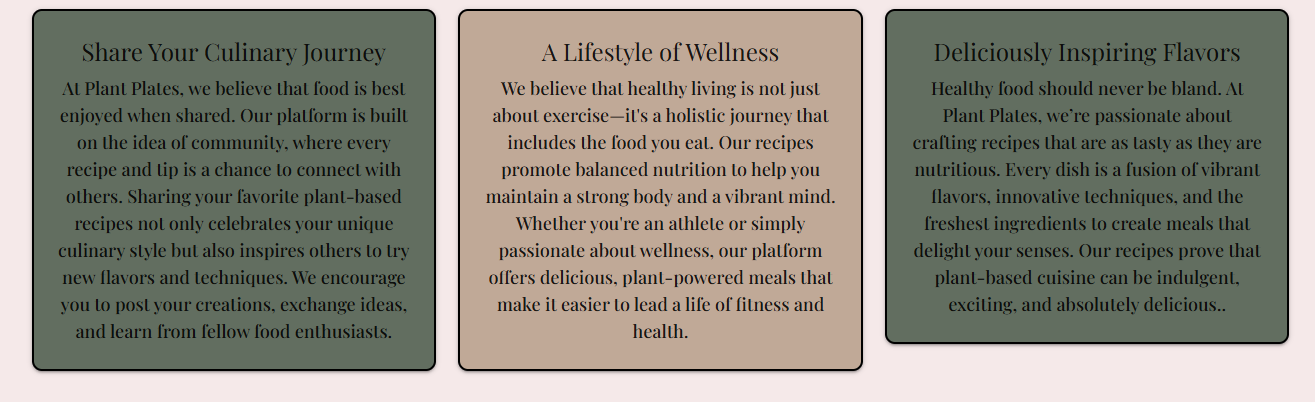 Share Your Culinary Journey
At Plant Plates, we believe that food is best
enjoyed when shared. Our platform is built
on the idea of community, where every
recipe and tip is a chance to connect with
others. Sharing your favorite plant-based
recipes not only celebrates your unique
culinary style but also inspires others to try
new flavors and techniques. We encourage
you to post your creations, exchange ideas,
and learn from fellow food enthusiasts.
A Lifestyle of Wellness
We believe that healthy living is not just
about exercise—it's a holistic journey that
includes the food you eat. Our recipes
promote balanced nutrition to help you
maintain a strong body and a vibrant mind.
Whether you're an athlete or simply
passionate about wellness, our platform
offers delicious, plant-powered meals that
make it easier to lead a life of fitness and
health.
Deliciously Inspiring Flavors
Healthy food should never be bland. At
Plant Plates, we’re passionate about
crafting recipes that are as tasty as they are
nutritious. Every dish is a fusion of vibrant
flavors, innovative techniques, and the
freshest ingredients to create meals that
delight your senses. Our recipes prove that
plant-based cuisine can be indulgent,
exciting, and absolutely delicious..